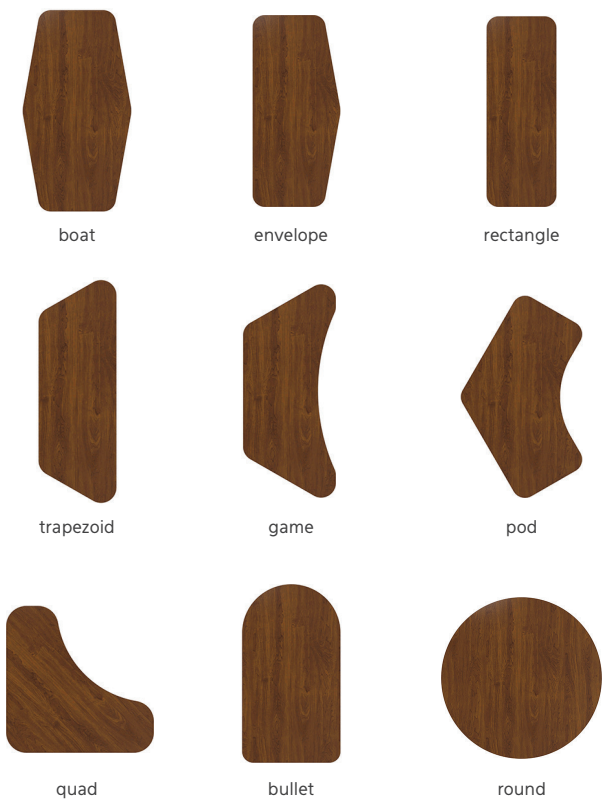 boat
envelope
rectangle
trapezoid
game
pod
quad
bullet
round